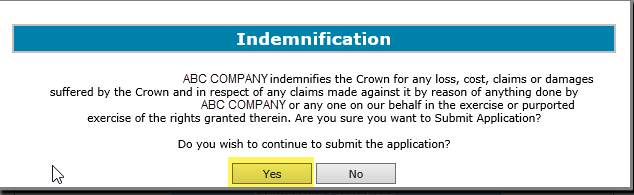 Indemnification
ABC COMPANY indemnifies the Crown for any loss, cost, claims or damages
suffered by the Crown and in respect of any claims made against it by reason of anything done by
ABC COMPANY or any one on our behalf in the exercise or purported
exercise of the rights granted therein. Are you sure you want to Submit Application?
Do you wish to continue to submit the application?
Yes No